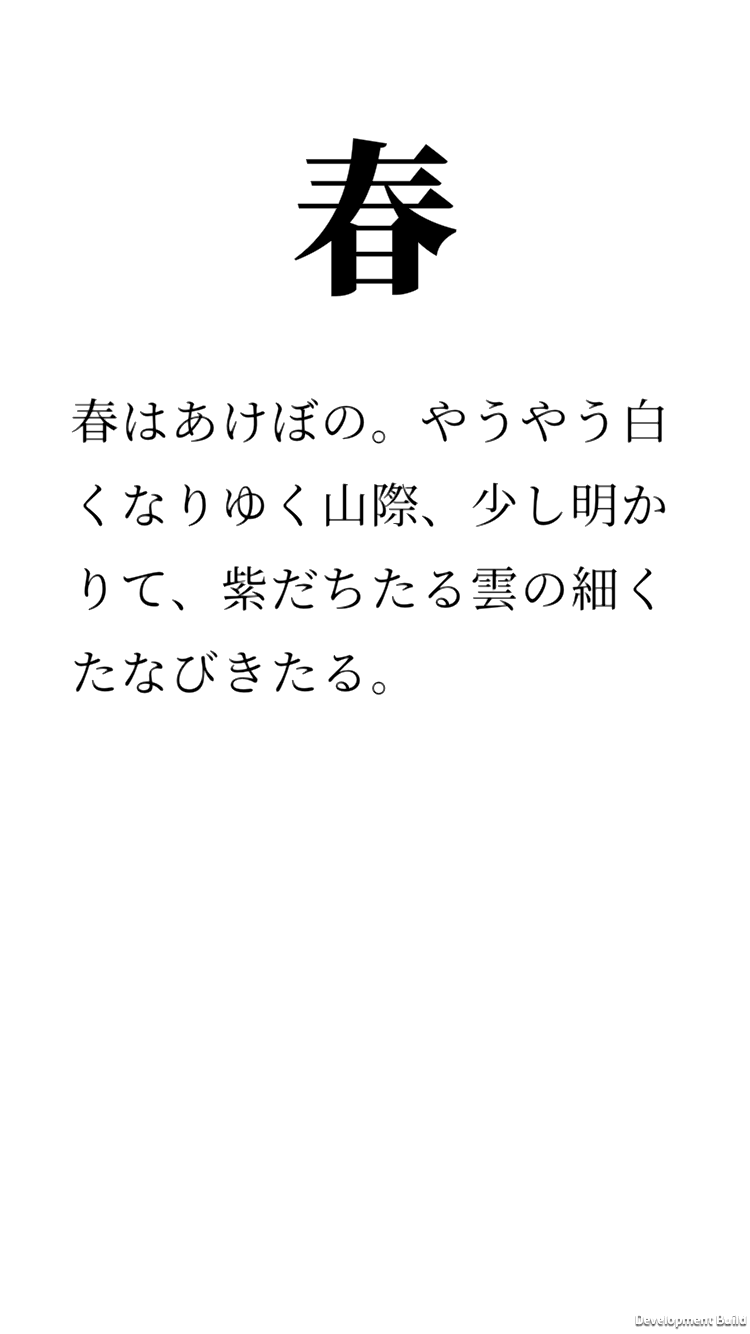 春
春はあけぼの。やうやう白
くなりゆく山際、少し明か
りて、紫だちたる雲の細く
たなびきたる。
Development Build